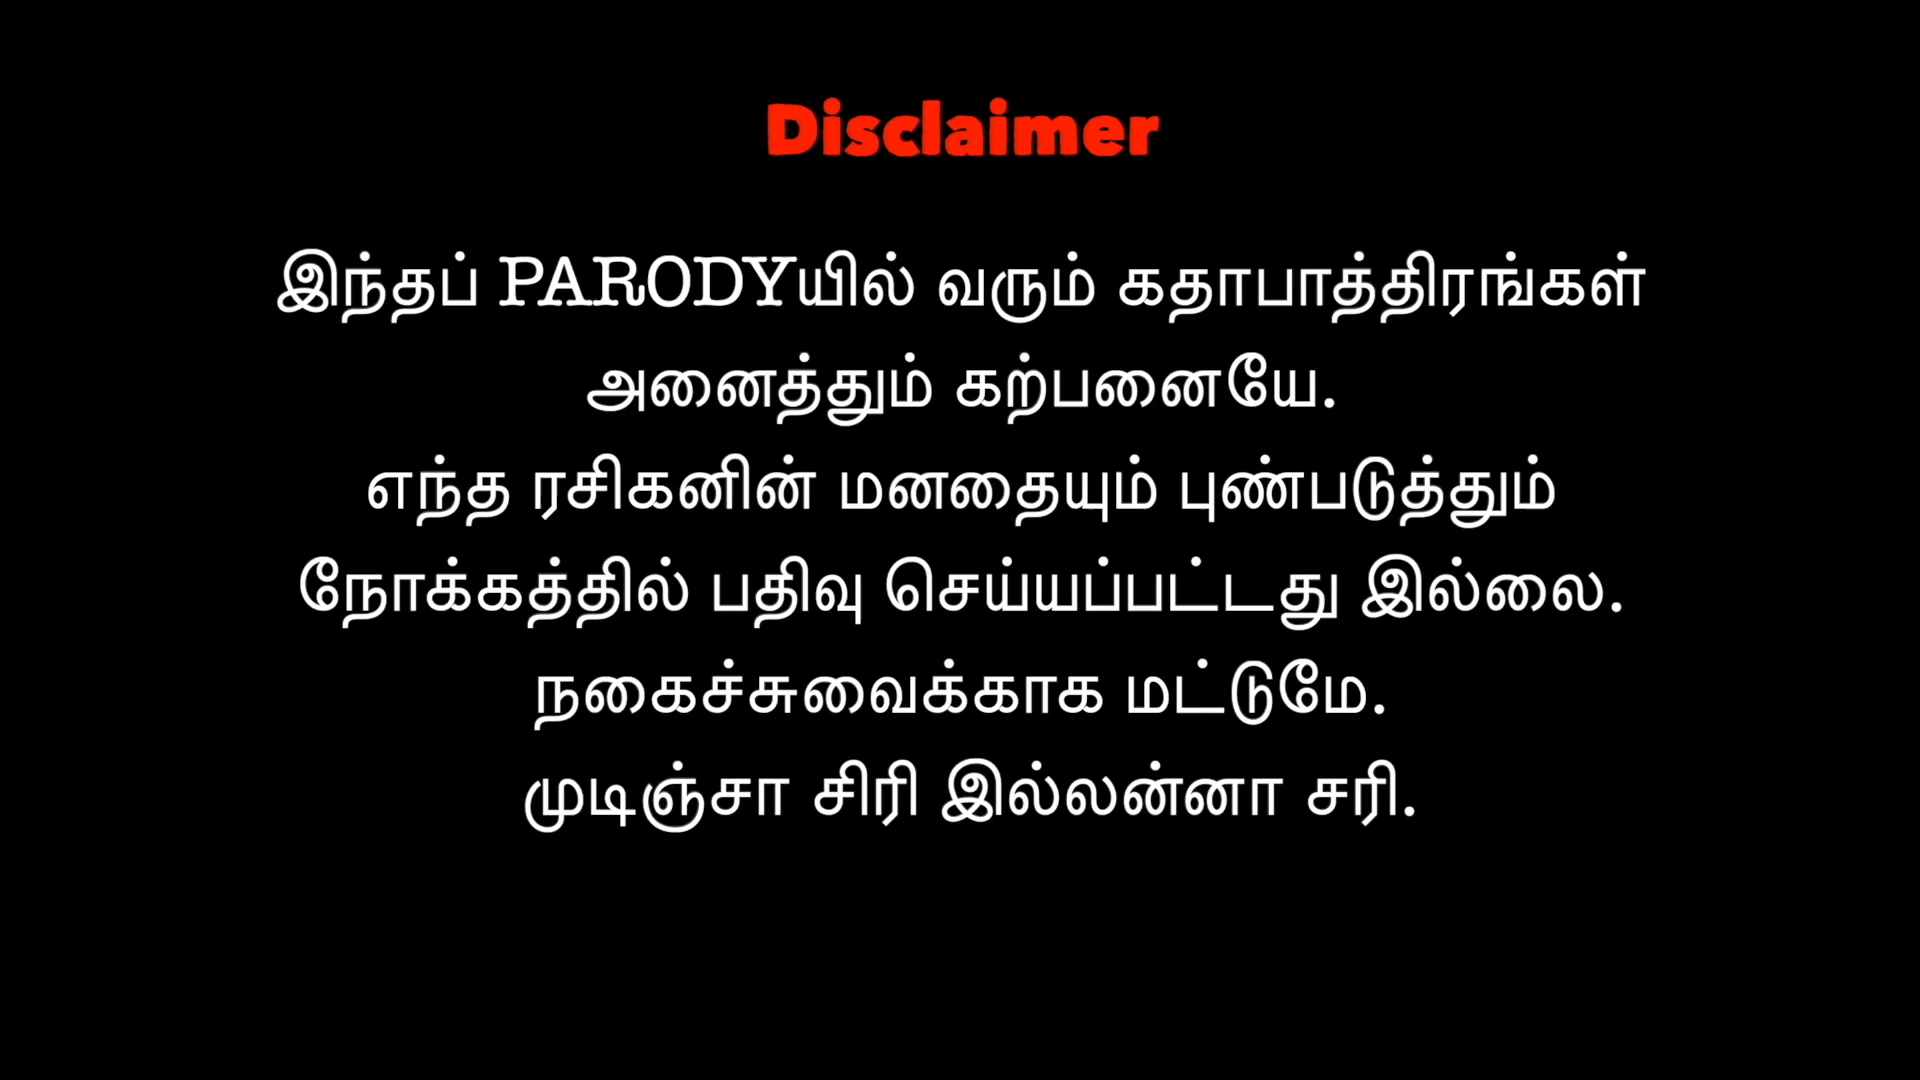 Disclaimer
இந்தப் PARODYயில் வரும் கதாபாத்திரங்கள்
அனைத்தும் கற்பனையே.
எந்த ரசிகனின் மனதையும் புண்படுத்தும்
நோக்கத்தில் பதிவு செய்யப்பட்டது இல்லை.
நகைச்சுவைக்காக மட்டுமே.
முடிஞ்சா சிரி இல்லன்னா சரி.